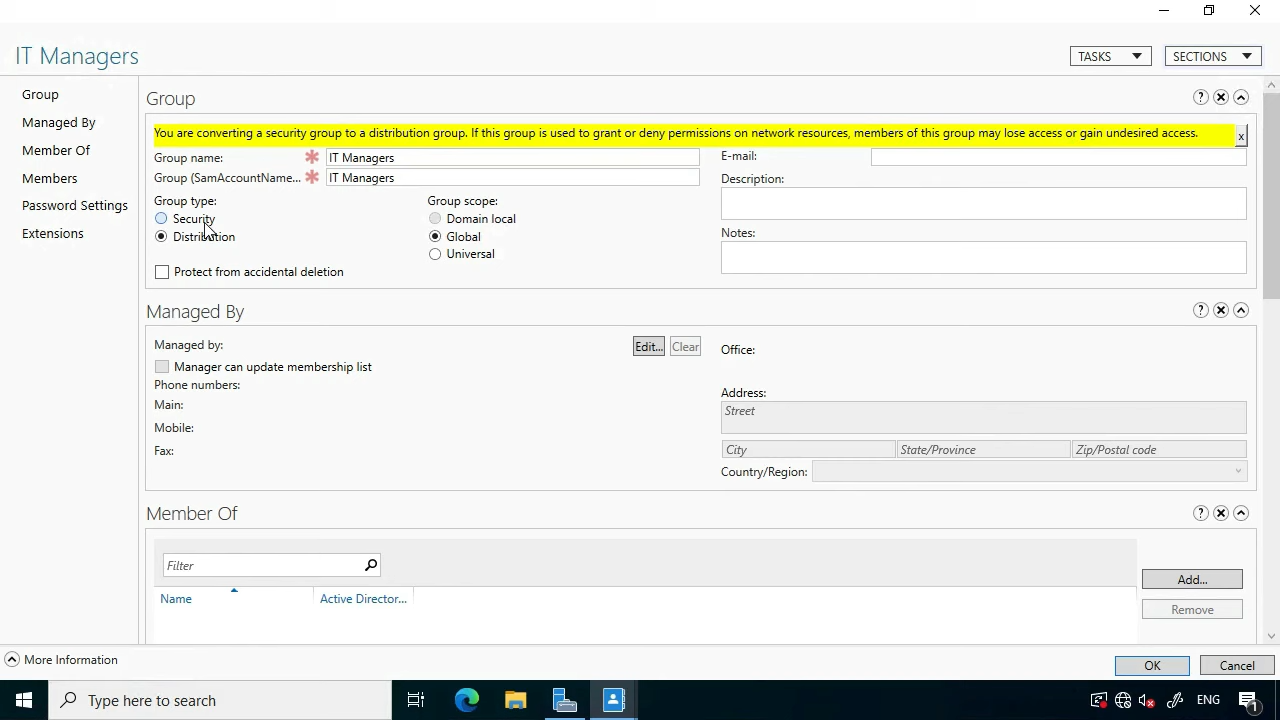 IT Managers
TASKS
SECTIONS
Group
Managed By
Member Of
Members
Password Settings
Extensions
Group
You are converting a security group to a distribution group. If this group is used to grant or deny permissions on network resources, members of this group may lose access or gain undesired access.
x
Group name:
IT Managers
Group (SamAccountName...
IT Managers
Group type:
Security
Distribution
Group scope:
Domain local
Global
Universal
Protect from accidental deletion
E-mail:
Description:
Notes:
Managed By
Managed by:
Edit...
Clear
Manager can update membership list
Phone numbers:
Main:
Mobile:
Fax:
Office:
Address:
Street
City
State/Province
Zip/Postal code
Country/Region:
Member Of
Filter
Name
Active Director...
Add...
Remove
More Information
OK
Cancel
Type here to search
ENG
1